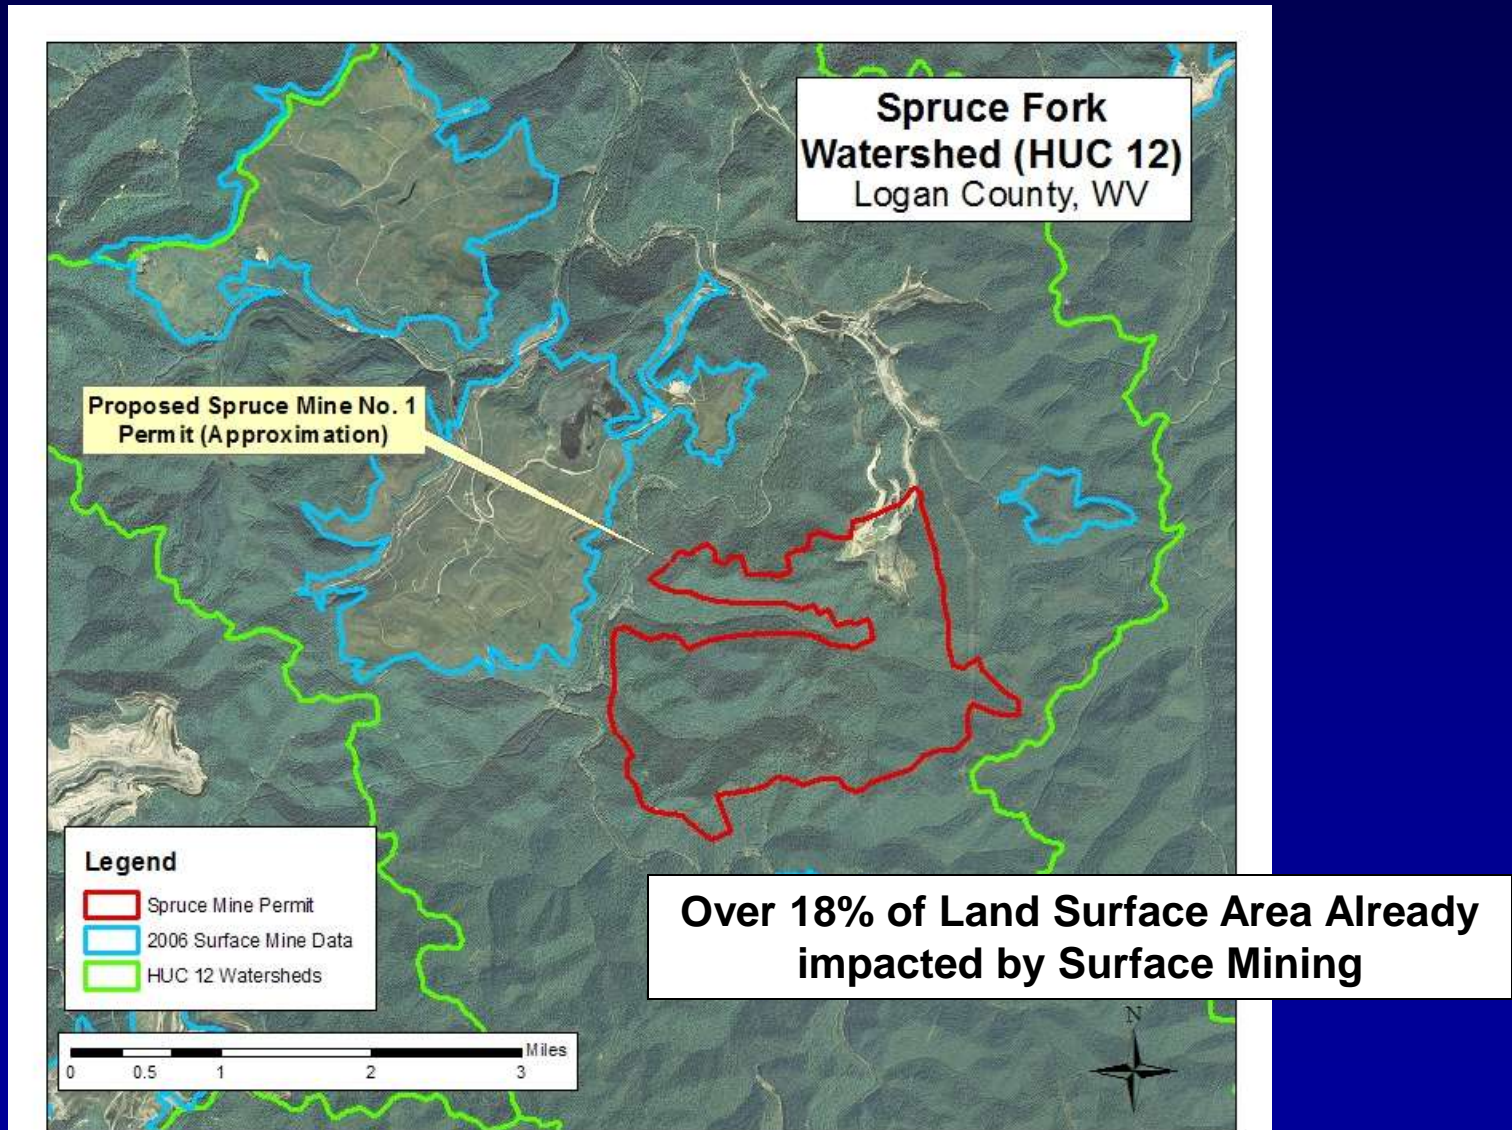 Spruce Fork
Watershed (HUC 12)
Logan County, WV
Proposed Spruce Mine No. 1
Permit (Approximation)
Legend
Spruce Mine Permit
2006 Surface Mine Data
HUC 12 Watersheds
Over 18% of Land Surface Area Already
impacted by Surface Mining
N
Miles
0 0.5 1 2 3